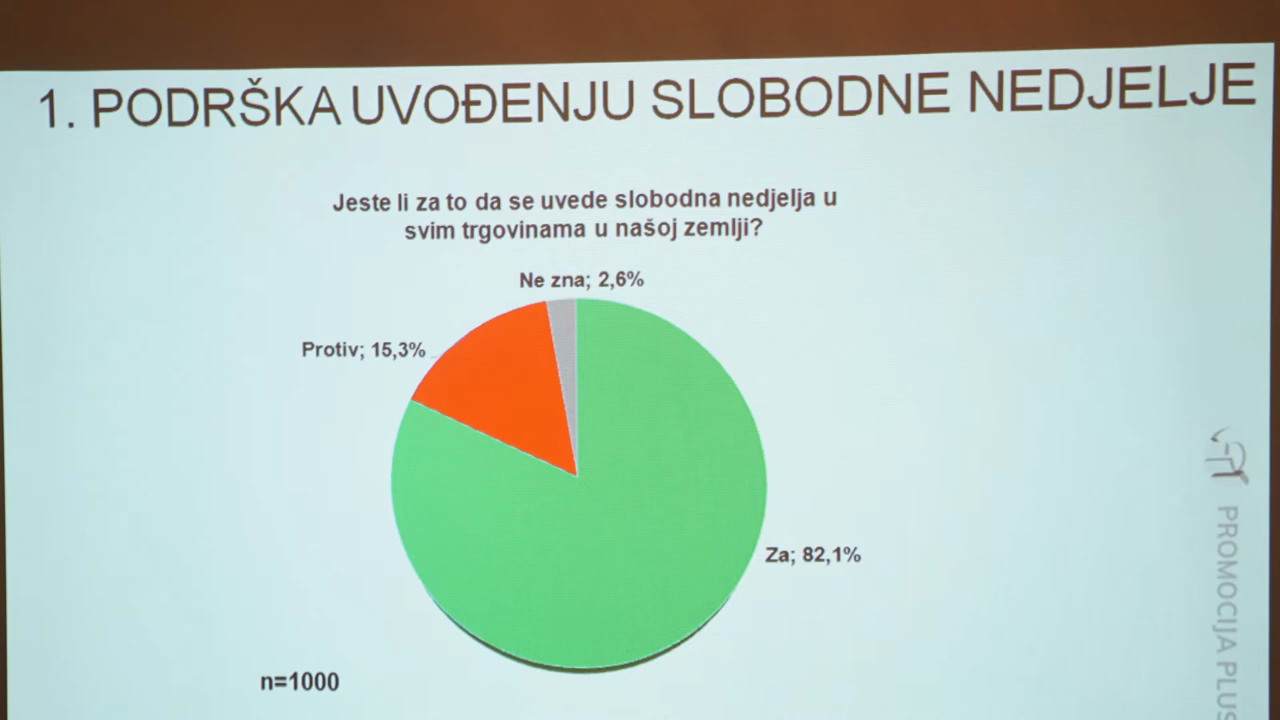 1. PODRŠKA UVOĐENJU SLOBODNE NEDJELJE
Jeste li za to da se uvede slobodna nedjelja u
svim trgovinama u našoj zemlji?
Ne zna; 2,6%
Protiv; 15,3%
Za; 82,1%
n=1000
PROMOCIJA PLUS